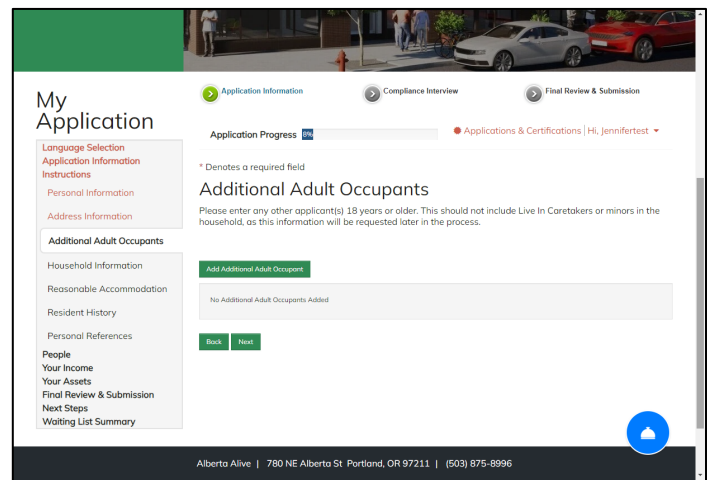 Application Information
Compliance Interview
Final Review & Submission
My
Application
Application Progress 8%
Applications & Certifications | Hi, Jennifertest
Language Selection
Application Information
Instructions
Personal Information
Address Information
Additional Adult Occupants
Household Information
Reasonable Accommodation
Resident History
Personal References
People
Your Income
Your Assets
Final Review & Submission
Next Steps
Waiting List Summary
* Denotes a required field
Additional Adult Occupants
Please enter any other applicant(s) 18 years or older. This should not include Live In Caretakers or minors in the
household, as this information will be requested later in the process.
Add Additional Adult Occupant
No Additional Adult Occupants Added
Back Next
Alberta Alive | 780 NE Alberta St Portland, OR 97211 | (503) 875-8996